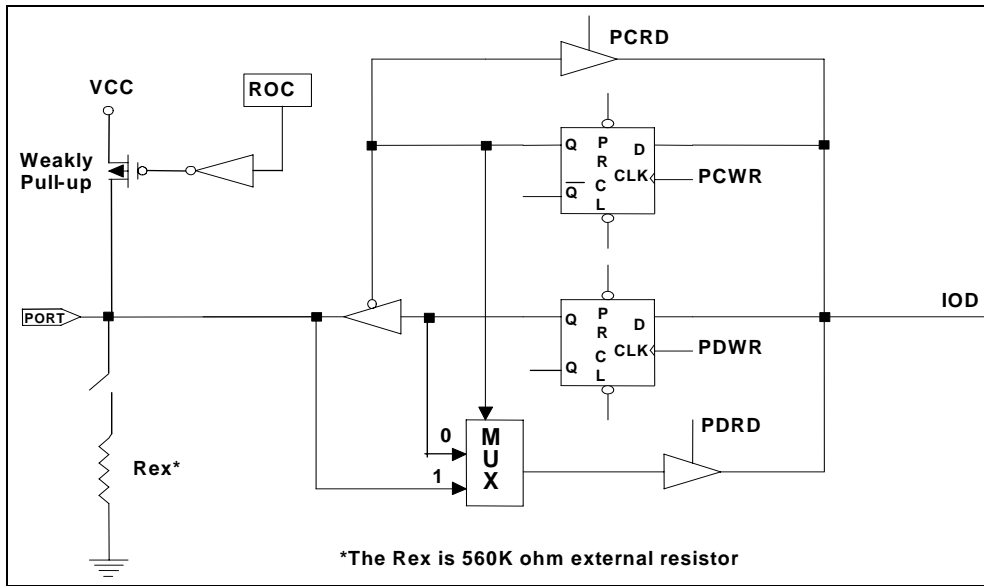 PCRD
VCC
ROC
Weakly
Pull-up
Q
P
R
D
CLK
PCWR
Q
C
L
PORT
IOD
Q
P
R
D
CLK
PDWR
Q
C
L
PDRD
0
1
MUX
Rex*
*The Rex is 560K ohm external resistor